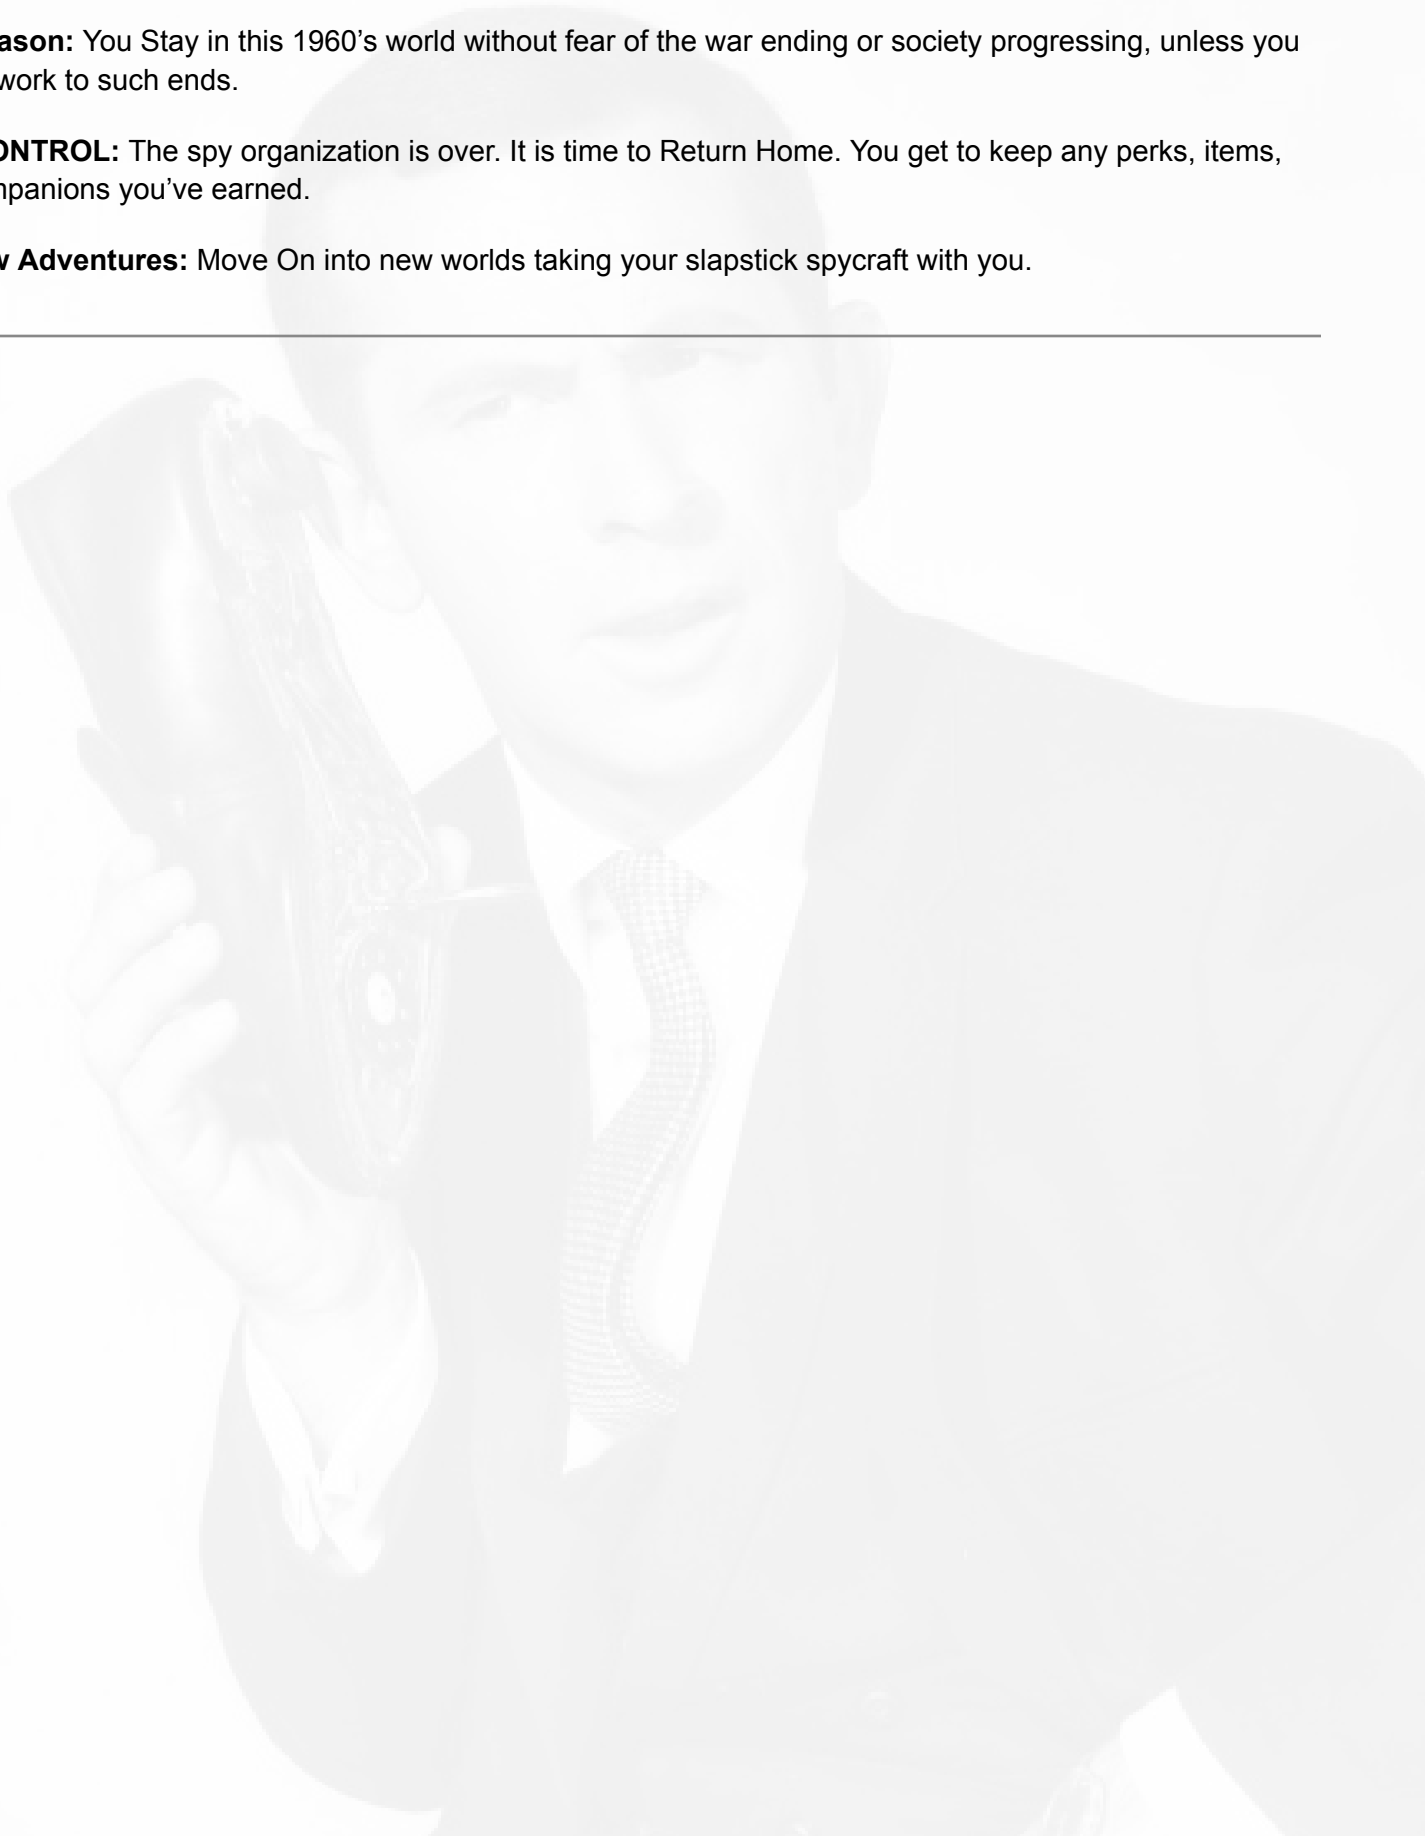 ason: You Stay in this 1960’s world without fear of the war ending or society progressing, unless you
work to such ends.
ONTROL: The spy organization is over. It is time to Return Home. You get to keep any perks, items,
mpanions you’ve earned.
w Adventures: Move On into new worlds taking your slapstick spycraft with you.